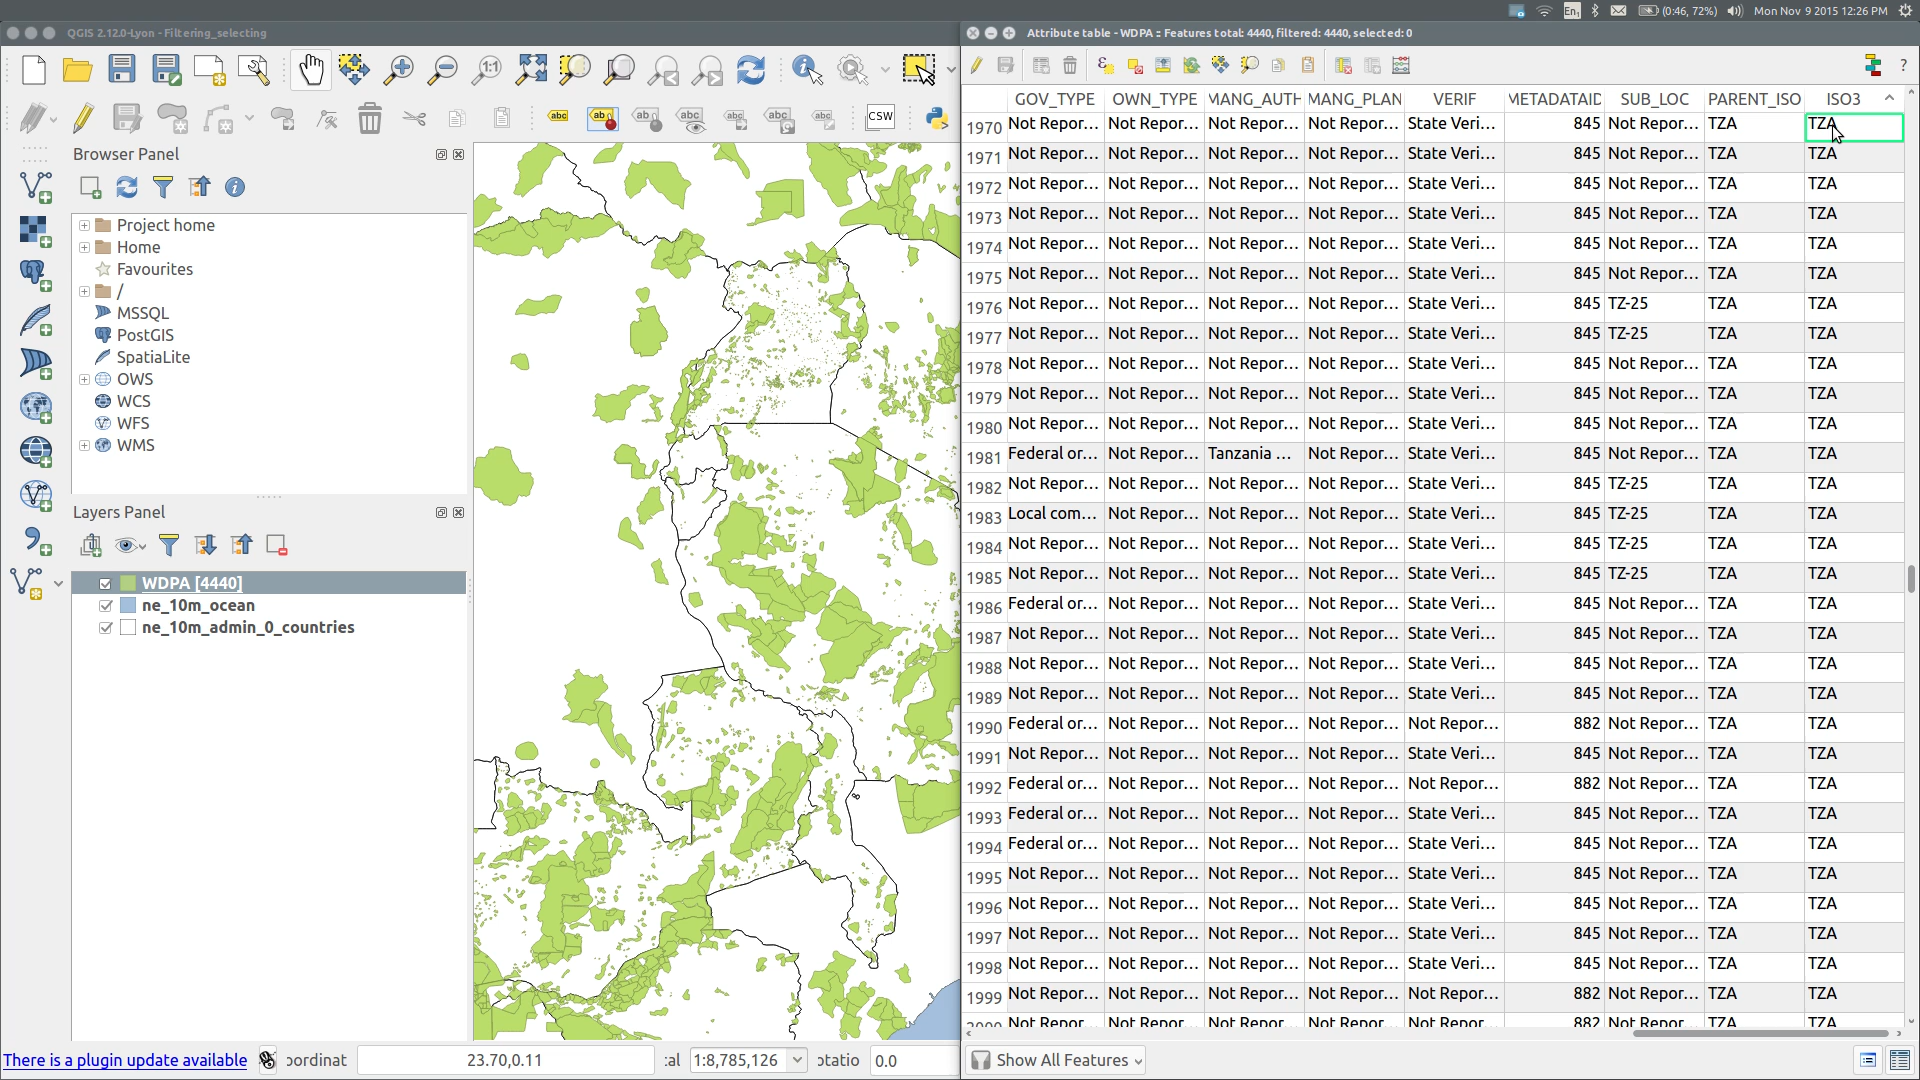 En1 (0:46, 72%) Mon Nov 9 2015 12:26 PM
QGIS 2.12.0-Lyon - Filtering_selecting
Attribute table - WDPA :: Features total: 4440, filtered: 4440, selected: 0
abc ab abc CSW
Browser Panel
Project home
Home
Favourites
/
MSSQL
PostGIS
SpatiaLite
OWS
WCS
WFS
WMS
Layers Panel
WDPA [4440]
ne_10m_ocean
ne_10m_admin_0_countries
There is a plugin update available oordinat 23.70,0.11 :al 1:8,785,126 otatio 0.0
GOV_TYPE OWN_TYPE MANG_AUTH MANG_PLAN VERIF METADATAID SUB_LOC PARENT_ISO ISO3
1970 Not Repor... Not Repor... Not Repor... Not Repor... State Veri... 845 Not Repor... TZA TZA
1971 Not Repor... Not Repor... Not Repor... Not Repor... State Veri... 845 Not Repor... TZA TZA
1972 Not Repor... Not Repor... Not Repor... Not Repor... State Veri... 845 Not Repor... TZA TZA
1973 Not Repor... Not Repor... Not Repor... Not Repor... State Veri... 845 Not Repor... TZA TZA
1974 Not Repor... Not Repor... Not Repor... Not Repor... State Veri... 845 Not Repor... TZA TZA
1975 Not Repor... Not Repor... Not Repor... Not Repor... State Veri... 845 Not Repor... TZA TZA
1976 Not Repor... Not Repor... Not Repor... Not Repor... State Veri... 845 TZ-25 TZA TZA
1977 Not Repor... Not Repor... Not Repor... Not Repor... State Veri... 845 TZ-25 TZA TZA
1978 Not Repor... Not Repor... Not Repor... Not Repor... State Veri... 845 Not Repor... TZA TZA
1979 Not Repor... Not Repor... Not Repor... Not Repor... State Veri... 845 Not Repor... TZA TZA
1980 Not Repor... Not Repor... Not Repor... Not Repor... State Veri... 845 Not Repor... TZA TZA
1981 Federal or... Not Repor... Tanzania ... Not Repor... State Veri... 845 Not Repor... TZA TZA
1982 Not Repor... Not Repor... Not Repor... Not Repor... State Veri... 845 TZ-25 TZA TZA
1983 Local com... Not Repor... Not Repor... Not Repor... State Veri... 845 TZ-25 TZA TZA
1984 Not Repor... Not Repor... Not Repor... Not Repor... State Veri... 845 TZ-25 TZA TZA
1985 Not Repor... Not Repor... Not Repor... Not Repor... State Veri... 845 TZ-25 TZA TZA
1986 Federal or... Not Repor... Not Repor... Not Repor... State Veri... 845 Not Repor... TZA TZA
1987 Not Repor... Not Repor... Not Repor... Not Repor... State Veri... 845 Not Repor... TZA TZA
1988 Not Repor... Not Repor... Not Repor... Not Repor... State Veri... 845 Not Repor... TZA TZA
1989 Not Repor... Not Repor... Not Repor... Not Repor... State Veri... 845 Not Repor... TZA TZA
1990 Federal or... Not Repor... Not Repor... Not Repor... Not Repor... 882 Not Repor... TZA TZA
1991 Not Repor... Not Repor... Not Repor... Not Repor... State Veri... 845 Not Repor... TZA TZA
1992 Federal or... Not Repor... Not Repor... Not Repor... Not Repor... 882 Not Repor... TZA TZA
1993 Federal or... Not Repor... Not Repor... Not Repor... State Veri... 845 Not Repor... TZA TZA
1994 Federal or... Not Repor... Not Repor... Not Repor... State Veri... 845 Not Repor... TZA TZA
1995 Not Repor... Not Repor... Not Repor... Not Repor... State Veri... 845 Not Repor... TZA TZA
1996 Not Repor... Not Repor... Not Repor... Not Repor... State Veri... 845 Not Repor... TZA TZA
1997 Not Repor... Not Repor... Not Repor... Not Repor... State Veri... 845 Not Repor... TZA TZA
1998 Not Repor... Not Repor... Not Repor... Not Repor... State Veri... 845 Not Repor... TZA TZA
1999 Not Repor... Not Repor... Not Repor... Not Repor... Not Repor... 882 Not Repor... TZA TZA
2000 Not Repor... Not Repor... Not Repor... Not Repor... Not Repor... 882 Not Repor... TZA TZA
Show All Features